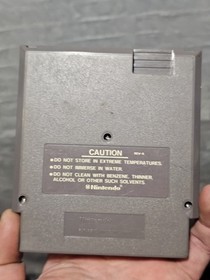 CAUTION
•DO NOT STORE IN EXTREME TEMPERATURES.
•DO NOT IMMERSE IN WATER.
•DO NOT CLEAN WITH BENZENE, THINNER,
ALCOHOL OR OTHER SUCH SOLVENTS.
Nintendo®